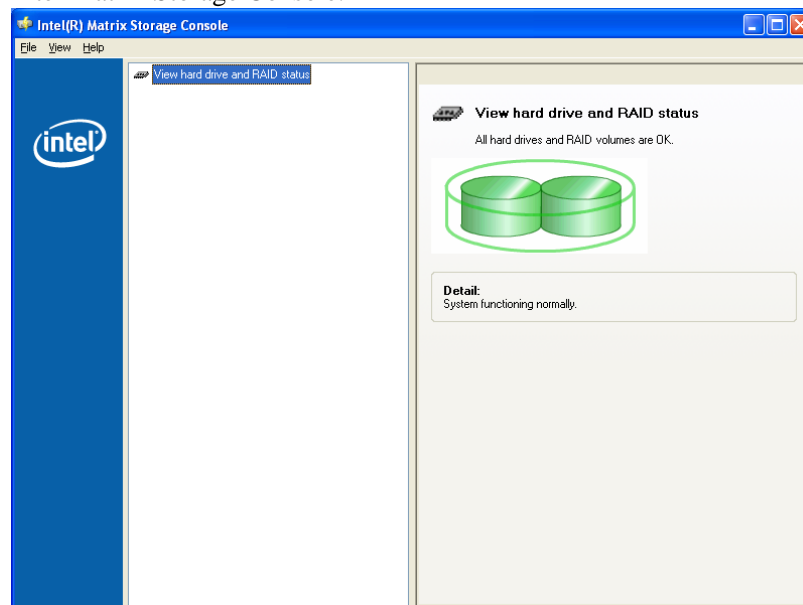 Intel(R) Matrix Storage Console
File View Help
View hard drive and RAID status
intel
View hard drive and RAID status
All hard drives and RAID volumes are OK.
Detail:
System functioning normally.